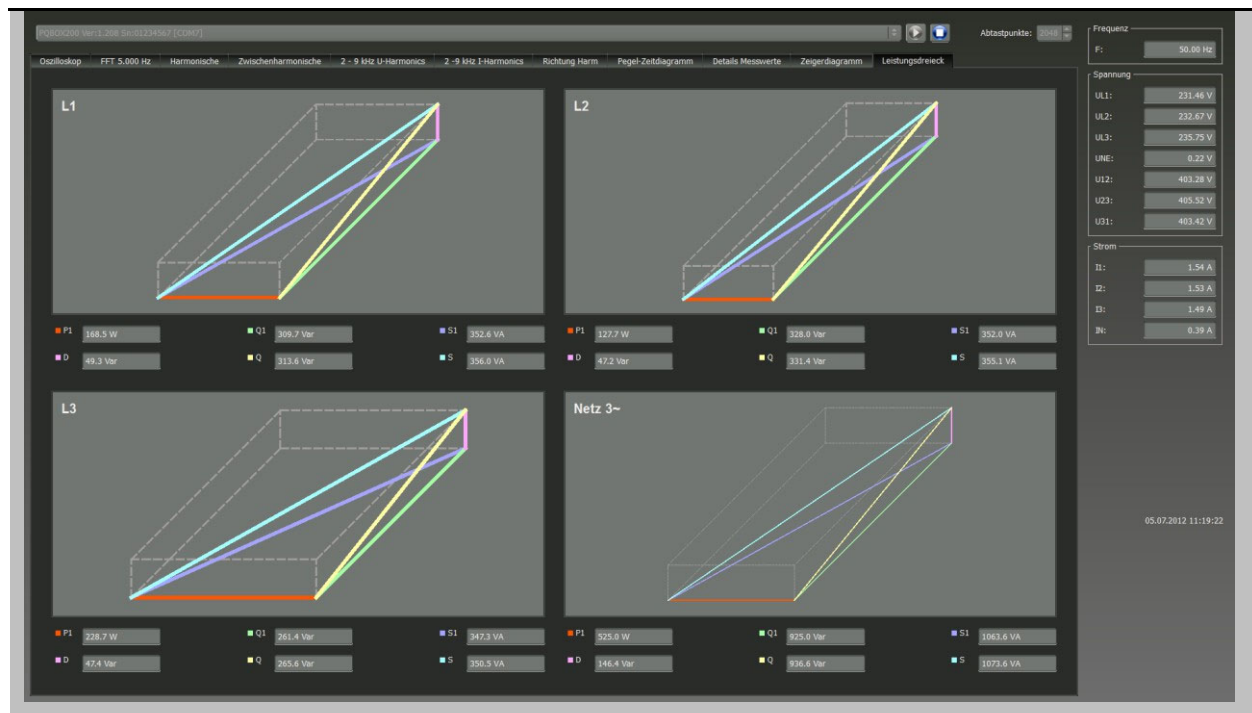 PQBOX200 Ver:1.208 Sn:01234567 [COM7]
Abtastpunkte: 2048
Oszilloskop FFT 5.000 Hz Harmonische Zwischenharmonische 2 - 9 kHz U-Harmonics 2 -9 kHz I-Harmonics Richtung Harm Pegel-Zeitdiagramm Details Messwerte Zeigerdiagramm Leistungsdreieck
L1
P1 168.5 W Q1 309.7 Var S1 352.6 VA
D 49.3 Var Q 313.6 Var S 356.0 VA
L2
P1 127.7 W Q1 328.0 Var S1 352.0 VA
D 47.2 Var Q 331.4 Var S 355.1 VA
L3
P1 228.7 W Q1 261.4 Var S1 347.3 VA
D 47.4 Var Q 265.6 Var S 350.5 VA
Netz 3~
P1 525.0 W Q1 925.0 Var S1 1063.6 VA
D 146.4 Var Q 936.6 Var S 1073.6 VA
Frequenz
F: 50.00 Hz
Spannung
UL1: 231.46 V
UL2: 232.67 V
UL3: 235.75 V
UNE: 0.22 V
U12: 403.28 V
U23: 405.52 V
U31: 403.42 V
Strom
I1: 1.54 A
I2: 1.53 A
I3: 1.49 A
IN: 0.39 A
05.07.2012 11:19:22